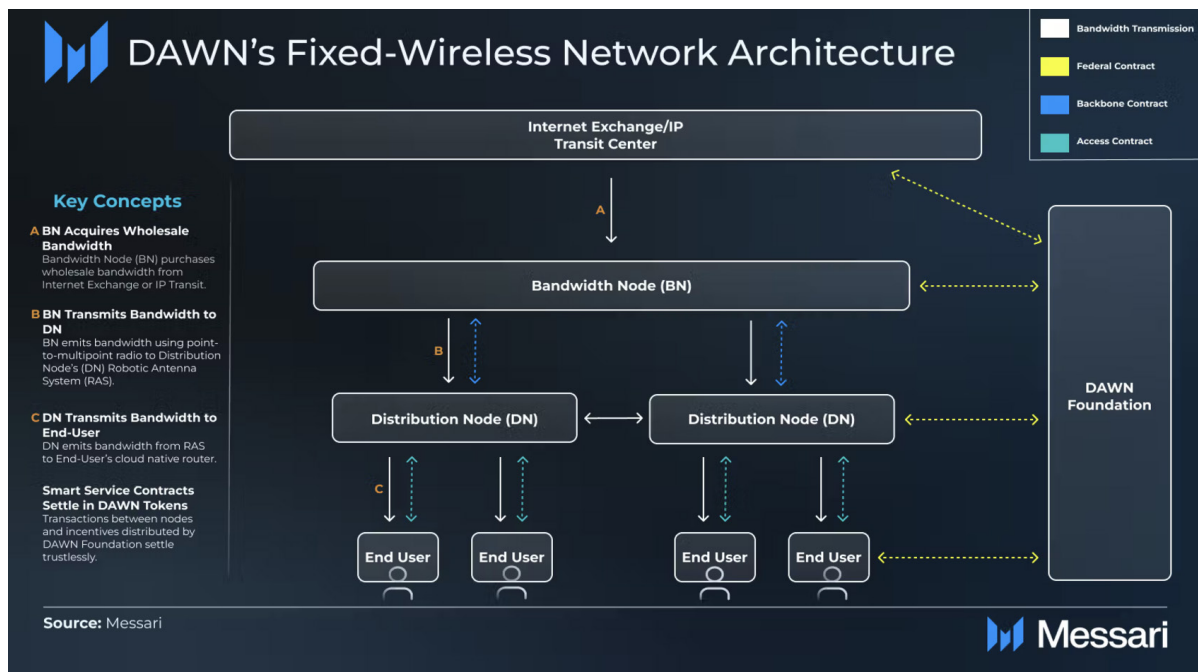 DAWN's Fixed-Wireless Network Architecture
Bandwidth Transmission
Federal Contract
Backbone Contract
Access Contract
Internet Exchange/IP
Transit Center
Key Concepts
A BN Acquires Wholesale
Bandwidth
Bandwidth Node (BN) purchases
wholesale bandwidth from
Internet Exchange or IP Transit.
B BN Transmits Bandwidth to
DN
BN emits bandwidth using point-
to-multipoint radio to Distribution
Node's (DN) Robotic Antenna
System (RAS).
C DN Transmits Bandwidth to
End-User
DN emits bandwidth from RAS
to End-User's cloud native router.
Smart Service Contracts
Settle in DAWN Tokens
Transactions between nodes
and incentives distributed by
DAWN Foundation settle
trustlessly.
A
Bandwidth Node (BN)
B
Distribution Node (DN)
Distribution Node (DN)
C
End User
End User
End User
End User
DAWN
Foundation
Source: Messari
Messari